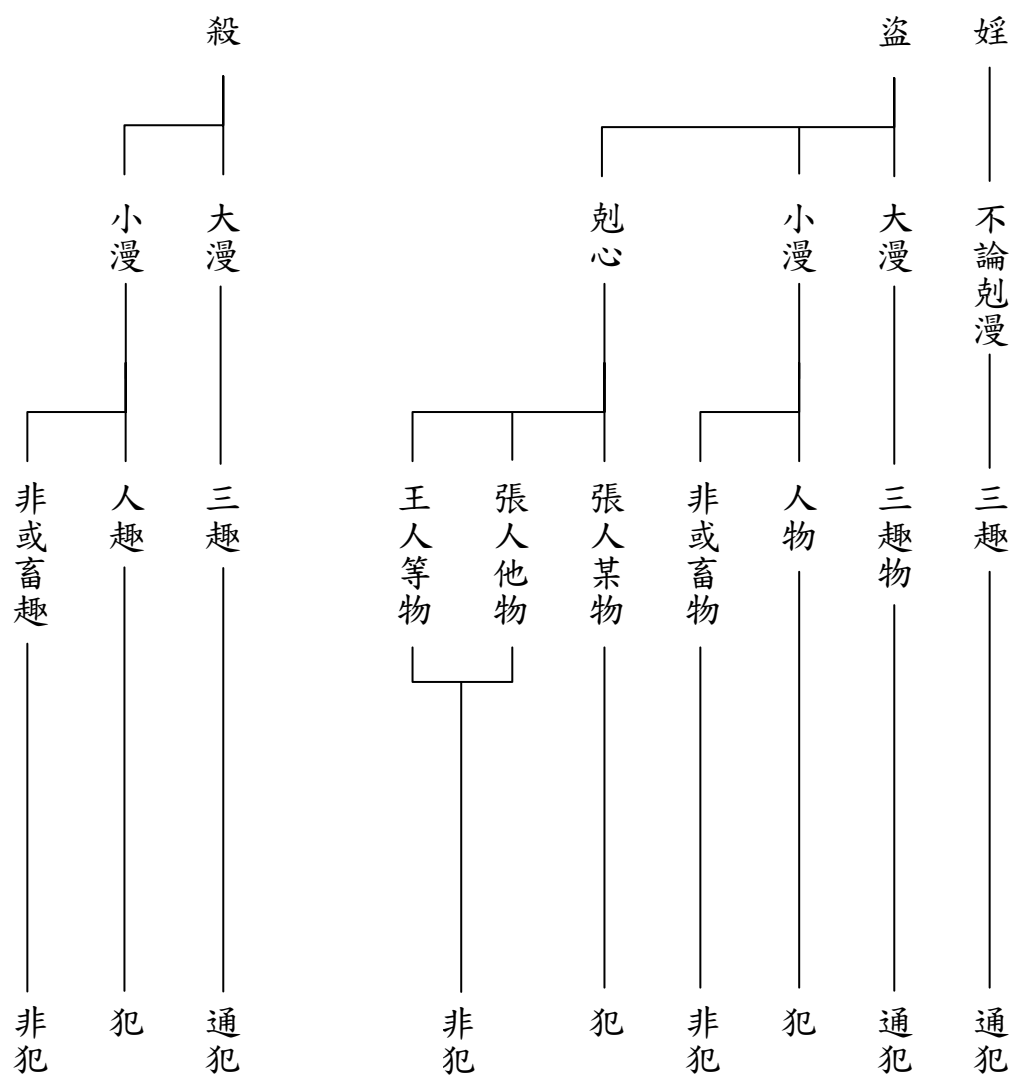 婬
不論剋漫
三趣
通犯
盜
大漫
三趣物
通犯
小漫
人物
犯
非或畜物
非犯
剋心
張人某物
犯
張人他物
王人等物
非犯
殺
大漫
三趣
通犯
小漫
人趣
犯
非或畜趣
非犯